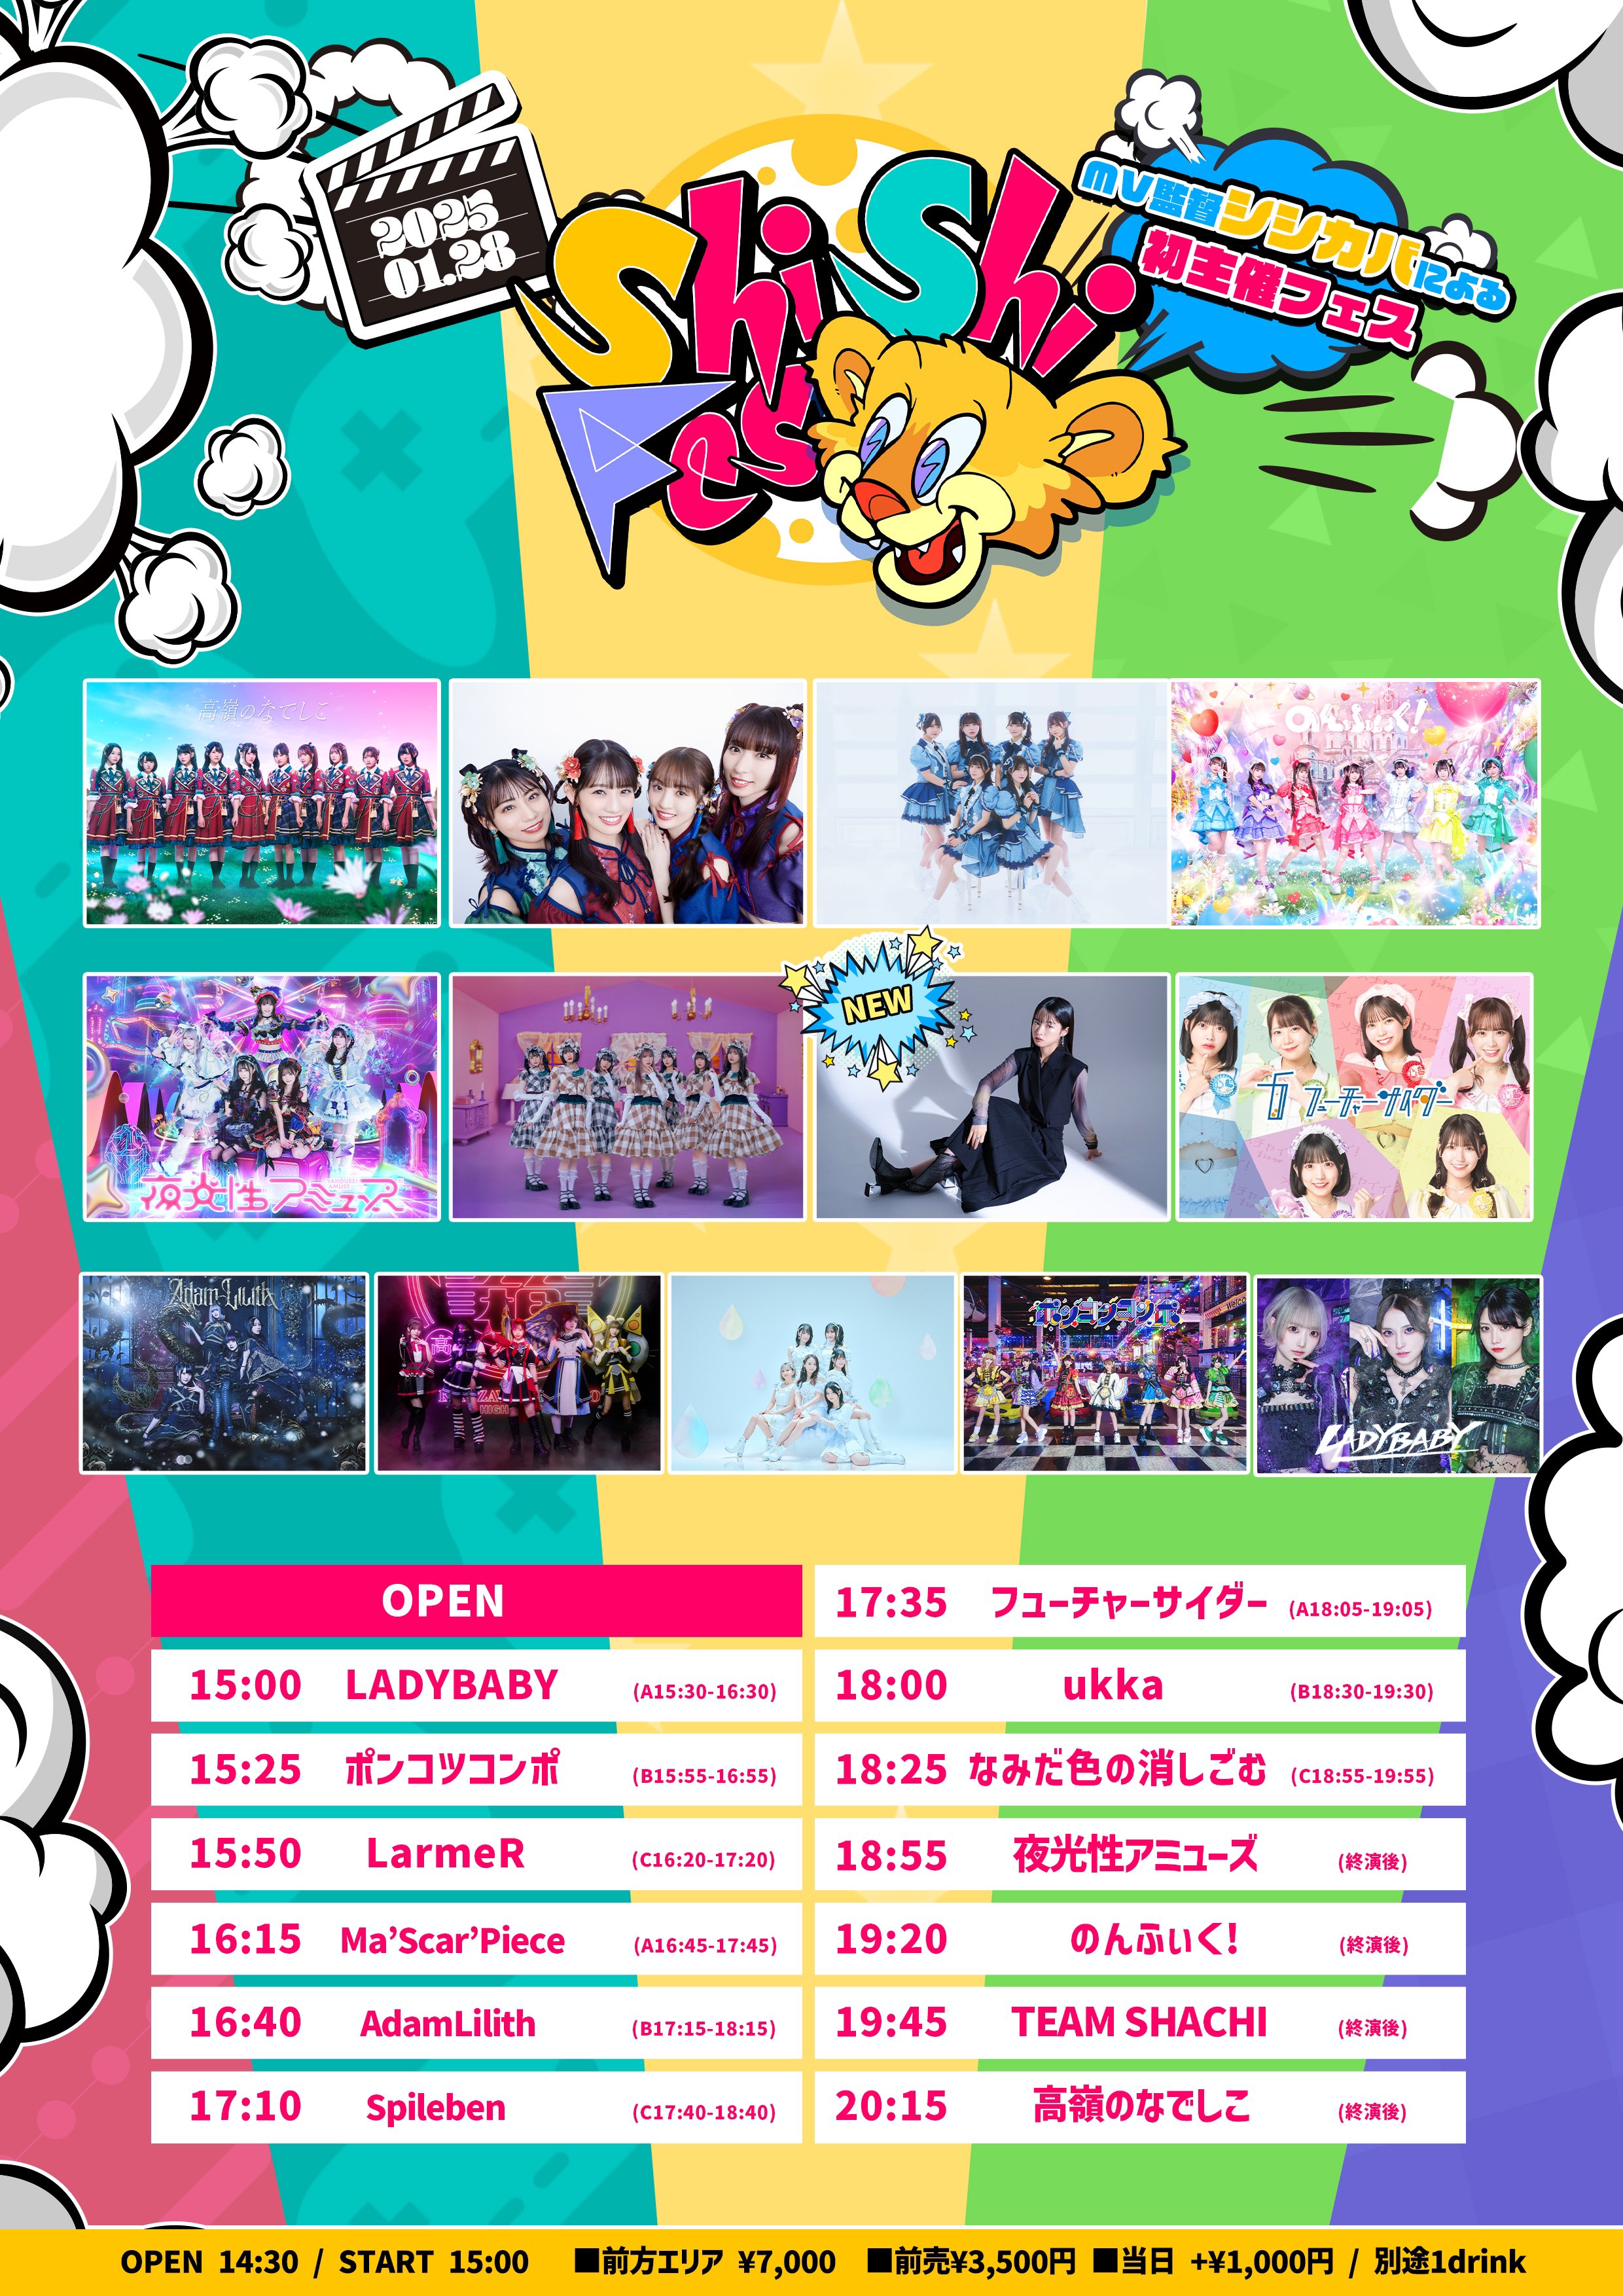 2025
01.28
ShiShi
Fes
MV監督シシカバによる
初主催フェス
高嶺のなでしこ
のんふぃく!
NEW
夜光性アミューズ
フューチャーサイダー
Adam Lilith
HIGH
ポンコツコンポ
LADYBABY
OPEN
15:00 LADYBABY (A15:30-16:30)
15:25 ポンコツコンポ (B15:55-16:55)
15:50 LarmeR (C16:20-17:20)
16:15 Ma’Scar’Piece (A16:45-17:45)
16:40 AdamLilith (B17:15-18:15)
17:10 Spileben (C17:40-18:40)
17:35 フューチャーサイダー (A18:05-19:05)
18:00 ukka (B18:30-19:30)
18:25 なみだ色の消しごむ (C18:55-19:55)
18:55 夜光性アミューズ (終演後)
19:20 のんふぃく! (終演後)
19:45 TEAM SHACHI (終演後)
20:15 高嶺のなでしこ (終演後)
OPEN 14:30 / START 15:00 ■前方エリア ¥7,000 ■前売¥3,500円 ■当日 +¥1,000円 / 別途1drink